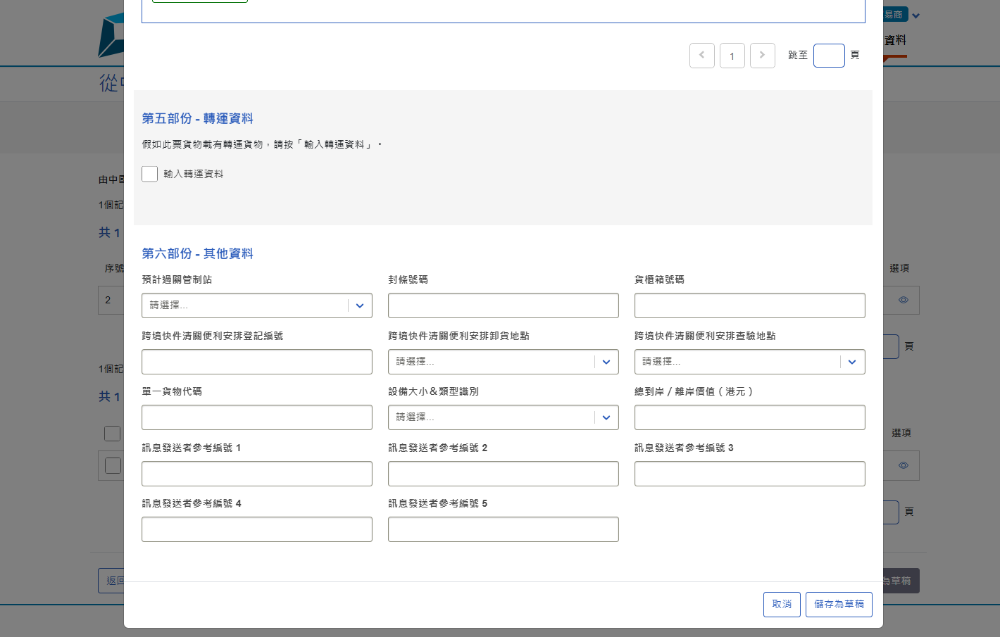 易商
資料
從
1
跳至
頁
第五部份 - 轉運資料
假如此票貨物載有轉運貨物，請按「輸入轉運資料」。
輸入轉運資料
由中
1個記
共 1
序號
選項
2
頁
1個記
共 1
選項
頁
返回
為草稿
第六部份 - 其他資料
預計過關管制站
封條號碼
貨櫃箱號碼
請選擇...
跨境快件清關便利安排登記編號
跨境快件清關便利安排卸貨地點
跨境快件清關便利安排查驗地點
請選擇...
請選擇...
單一貨物代碼
設備大小＆類型識別
總到岸 / 離岸價值 ( 港元 )
請選擇...
訊息發送者參考編號 1
訊息發送者參考編號 2
訊息發送者參考編號 3
訊息發送者參考編號 4
訊息發送者參考編號 5
取消
儲存為草稿